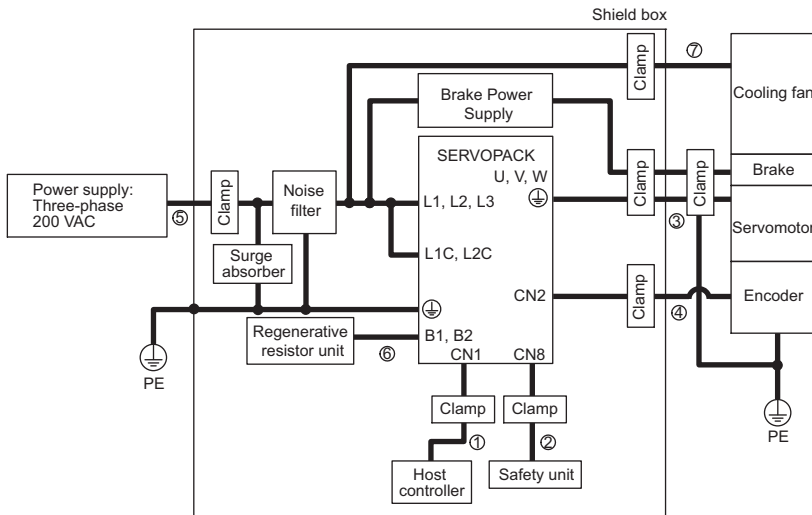 Shield box
Clamp
⑦
Cooling fan
Brake Power
Supply
SERVOPACK
U, V, W
Clamp
Clamp
Brake
Power supply:
Three-phase
200 VAC
⑤
Clamp
Noise
filter
L1, L2, L3
③
Servomotor
Surge
absorber
L1C, L2C
CN2
Clamp
④
Encoder
Regenerative
resistor unit
⑥
B1, B2
CN1
CN8
PE
Clamp
Clamp
PE
①
②
Host
controller
Safety unit